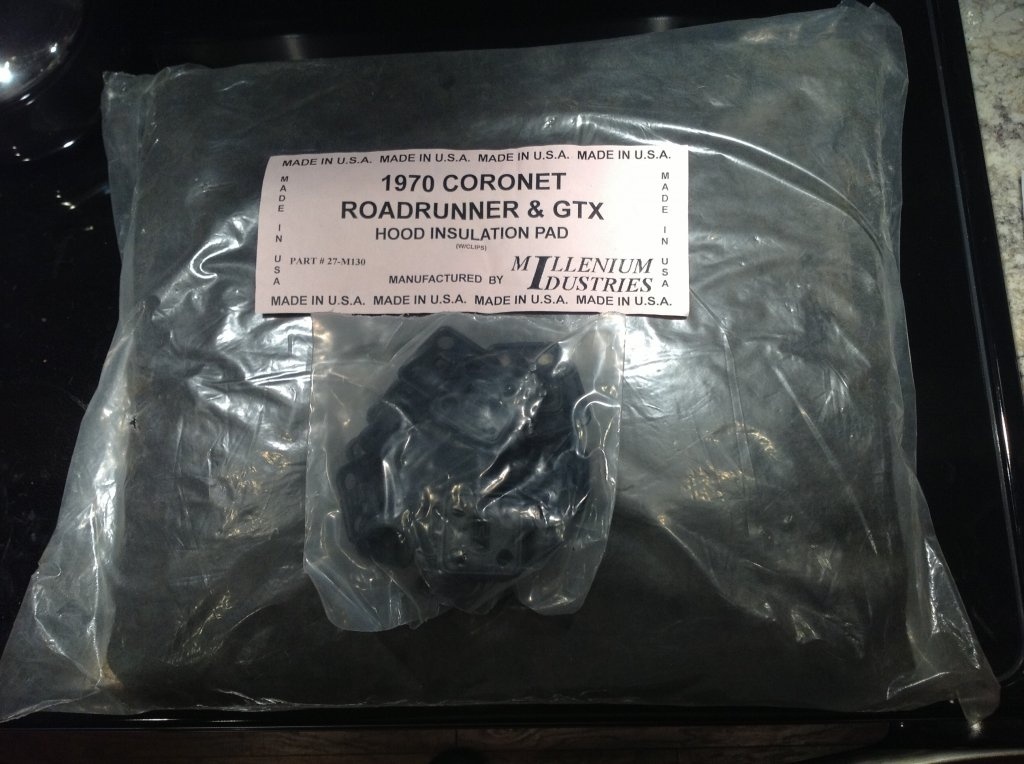 MADE IN U.S.A. MADE IN U.S.A. MADE IN U.S.A. MADE IN U.S.A.
MADE IN USA
1970 CORONET
ROADRUNNER & GTX
HOOD INSULATION PAD
(W/CLIPS)
PART # 27-M130
MANUFACTURED BY MILLENIUM INDUSTRIES
MADE IN USA
MADE IN U.S.A. MADE IN U.S.A. MADE IN U.S.A. MADE IN U.S.A.